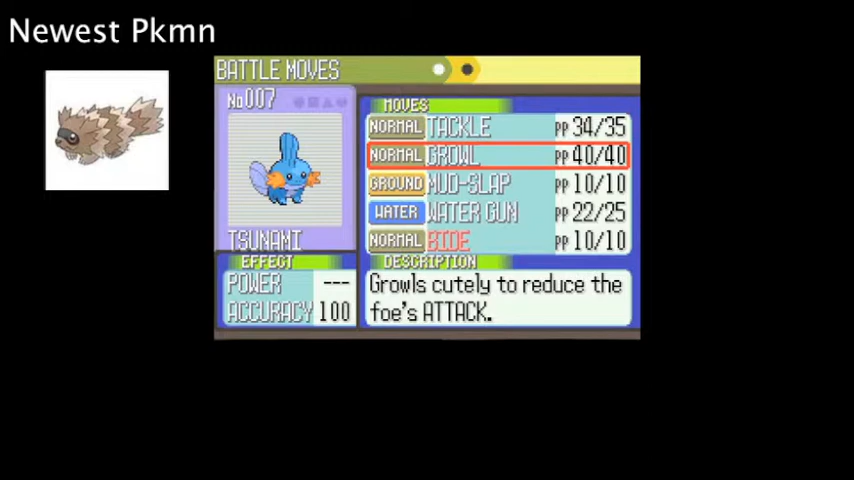 Newest Pkmn
BATTLE MOVES
No007
MOVES
NORMAL TACKLE PP 34/35
NORMAL GROWL PP 40/40
GROUND MUD-SLAP PP 10/10
WATER WATER GUN PP 22/25
NORMAL BIDE PP 10/10
TSUNAMI
EFFECT
POWER ---
ACCURACY 100
DESCRIPTION
Growls cutely to reduce the
foe's ATTACK.